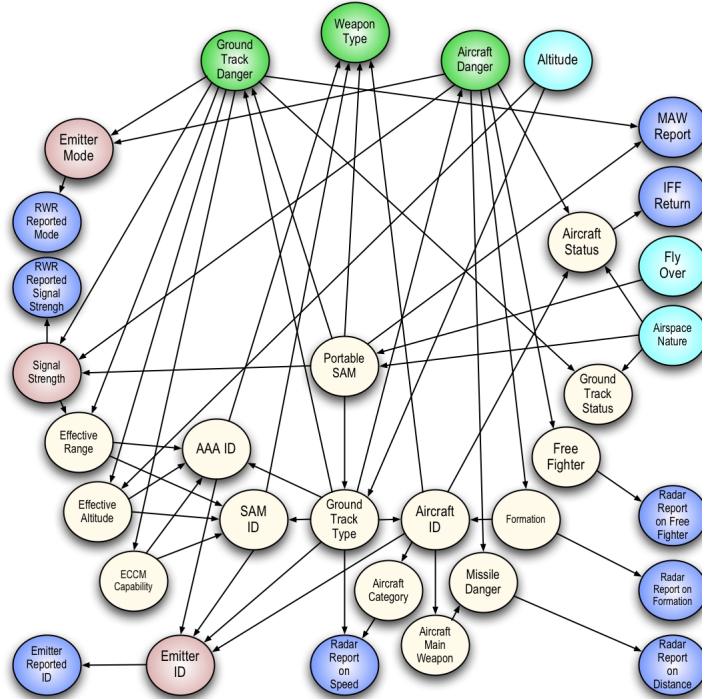 Ground
Track
Danger
Weapon
Type
Aircraft
Danger
Altitude
MAW
Report
Emitter
Mode
IFF
Return
RWR
Reported
Mode
Aircraft
Status
RWR
Reported
Signal
Strengh
Fly
Over
Airspace
Nature
Signal
Strength
Portable
SAM
Ground
Track
Status
Effective
Range
AAA ID
Free
Fighter
Effective
Altitude
SAM
ID
Ground
Track
Type
Aircraft
ID
Formation
Radar
Report
on Free
Fighter
ECCM
Capability
Aircraft
Category
Missile
Danger
Radar
Report on
Formation
Aircraft
Main
Weapon
Emitter
Reported
ID
Emitter
ID
Radar
Report
on
Speed
Radar
Report
on
Distance